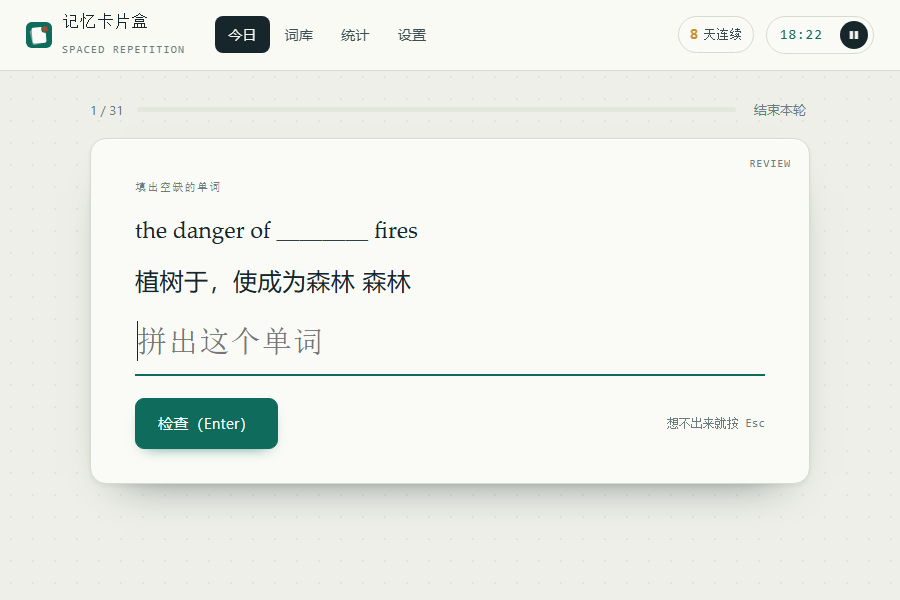 记忆卡片盒
SPACED REPETITION
今日 词库 统计 设置
8 天连续
18:22
1 / 31
结束本轮
REVIEW
填出空缺的单词
the danger of ________ fires
植树于，使成为森林 森林
拼出这个单词
检查（Enter）
想不出来就按 Esc